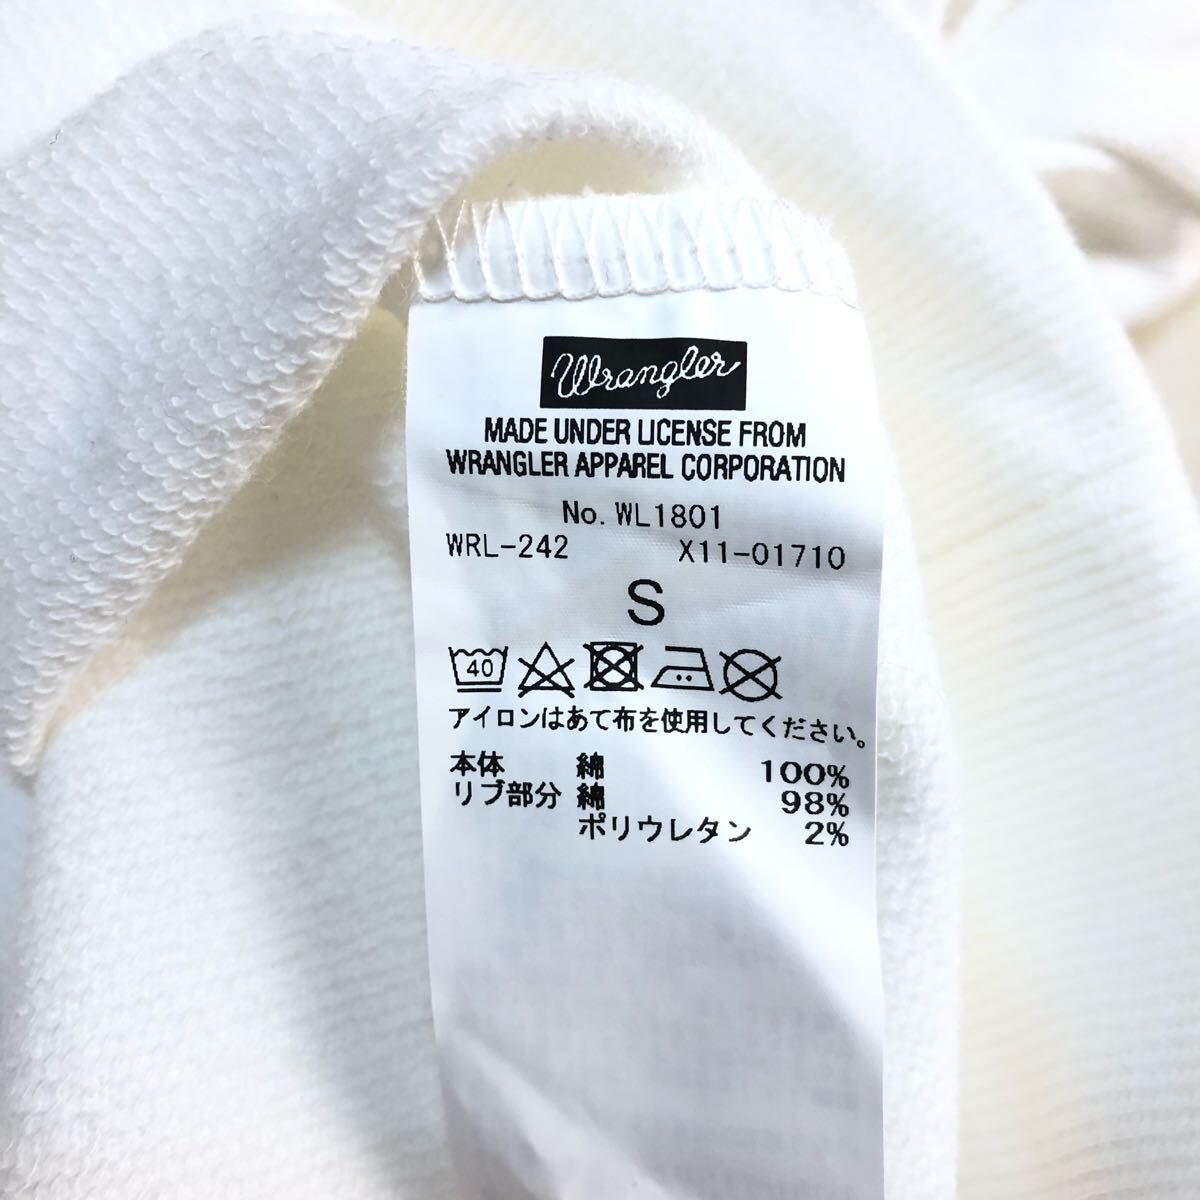 Wrangler
MADE UNDER LICENSE FROM
WRANGLER APPAREL CORPORATION
No. WL1801
WRL-242 X11-01710
S
40
アイロンはあて布を使用してください。
本体 綿 100%
リブ部分 綿 98%
ポリウレタン 2%